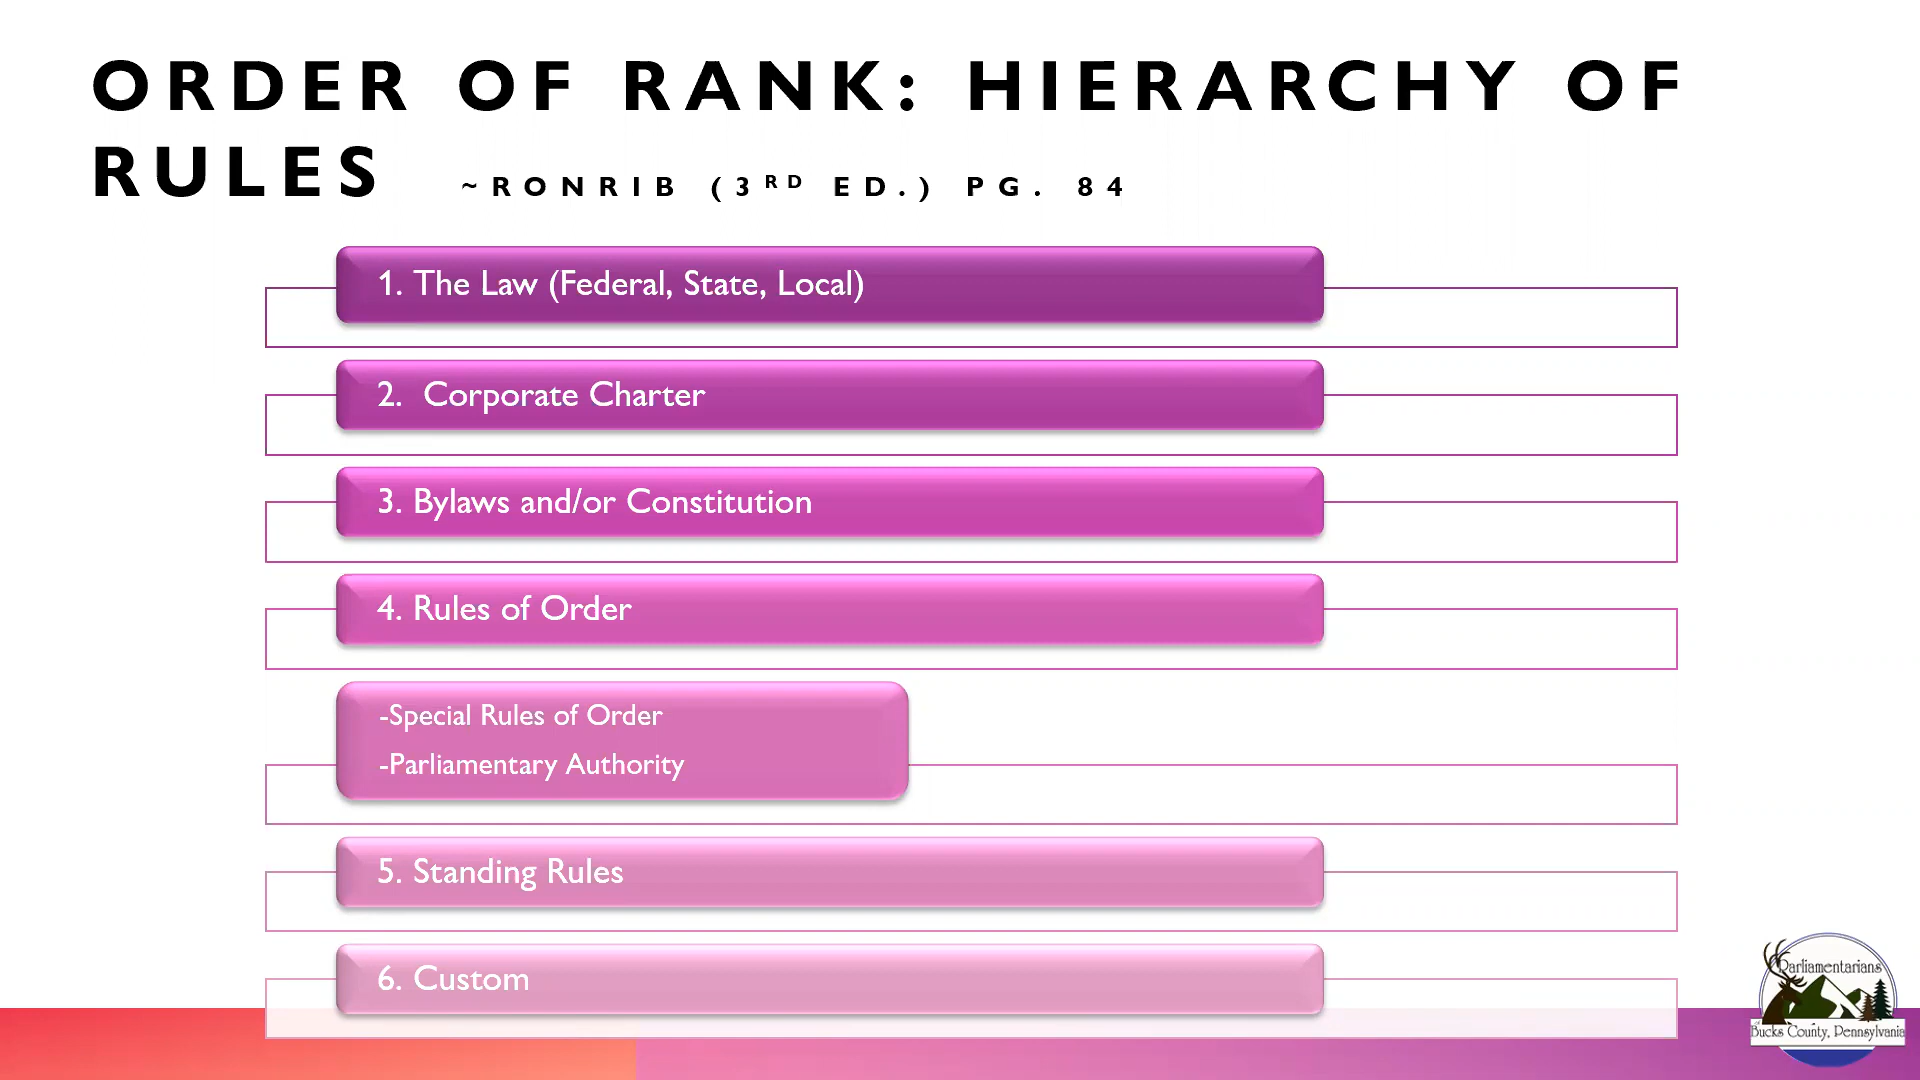 ORDER OF RANK: HIERARCHY OF
RULES ~RONRIB (3RD ED.) PG. 84
1. The Law (Federal, State, Local)
2. Corporate Charter
3. Bylaws and/or Constitution
4. Rules of Order
-Special Rules of Order
-Parliamentary Authority
5. Standing Rules
6. Custom
Parliamentarians
Bucks County, Pennsylvania